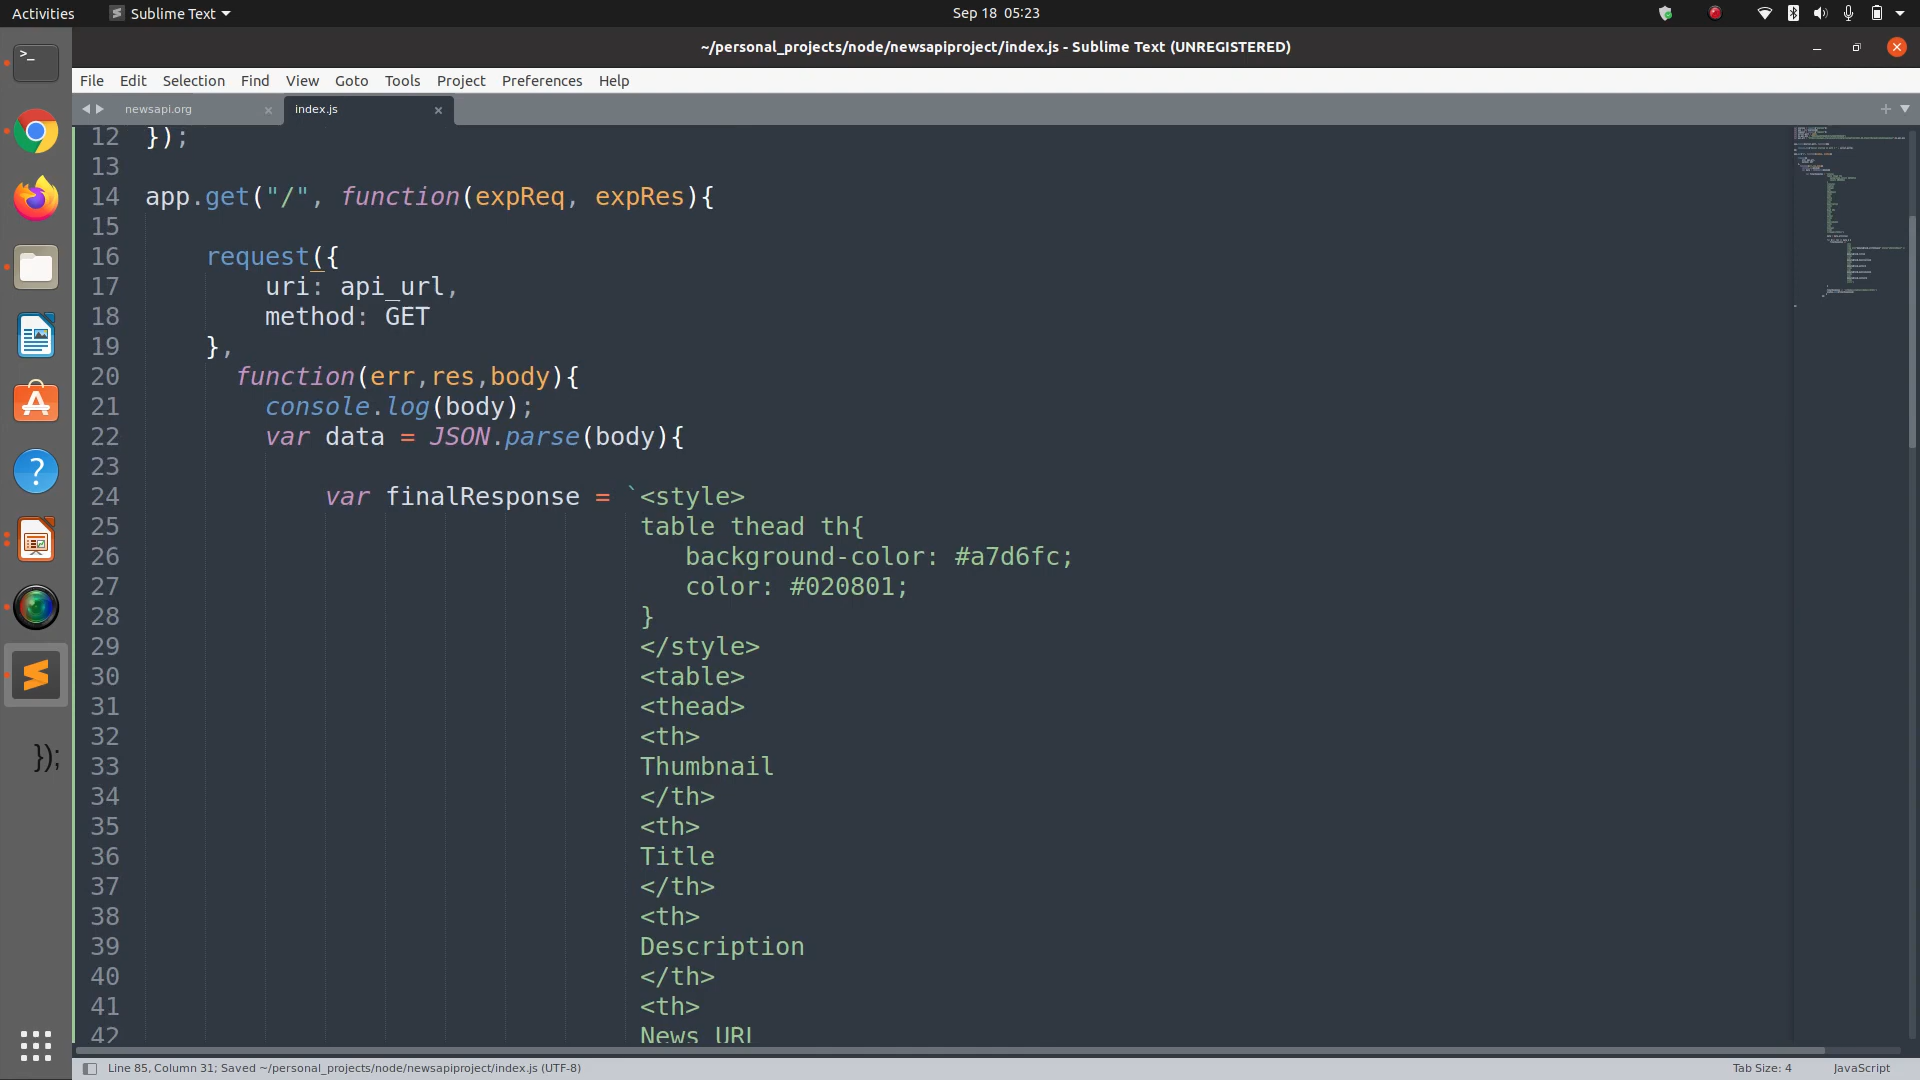 Activities
Sublime Text
Sep 18 05:23
~/personal_projects/node/newsapiproject/index.js - Sublime Text (UNREGISTERED)
File Edit Selection Find View Goto Tools Project Preferences Help
newsapi.org
index.js
12 });
13
14 app.get("/", function(expReq, expRes){
15
16 request({
17 uri: api_url,
18 method: GET
19 },
20 function(err,res,body){
21 console.log(body);
22 var data = JSON.parse(body){
23
24 var finalResponse = `<style>
25 table thead th{
26 background-color: #a7d6fc;
27 color: #020801;
28 }
29 </style>
30 <table>
31 <thead>
32 <th>
33 Thumbnail
34 </th>
35 <th>
36 Title
37 </th>
38 <th>
39 Description
40 </th>
41 <th>
42 News URL
});
Line 85, Column 31; Saved ~/personal_projects/node/newsapiproject/index.js (UTF-8)
Tab Size: 4
JavaScript